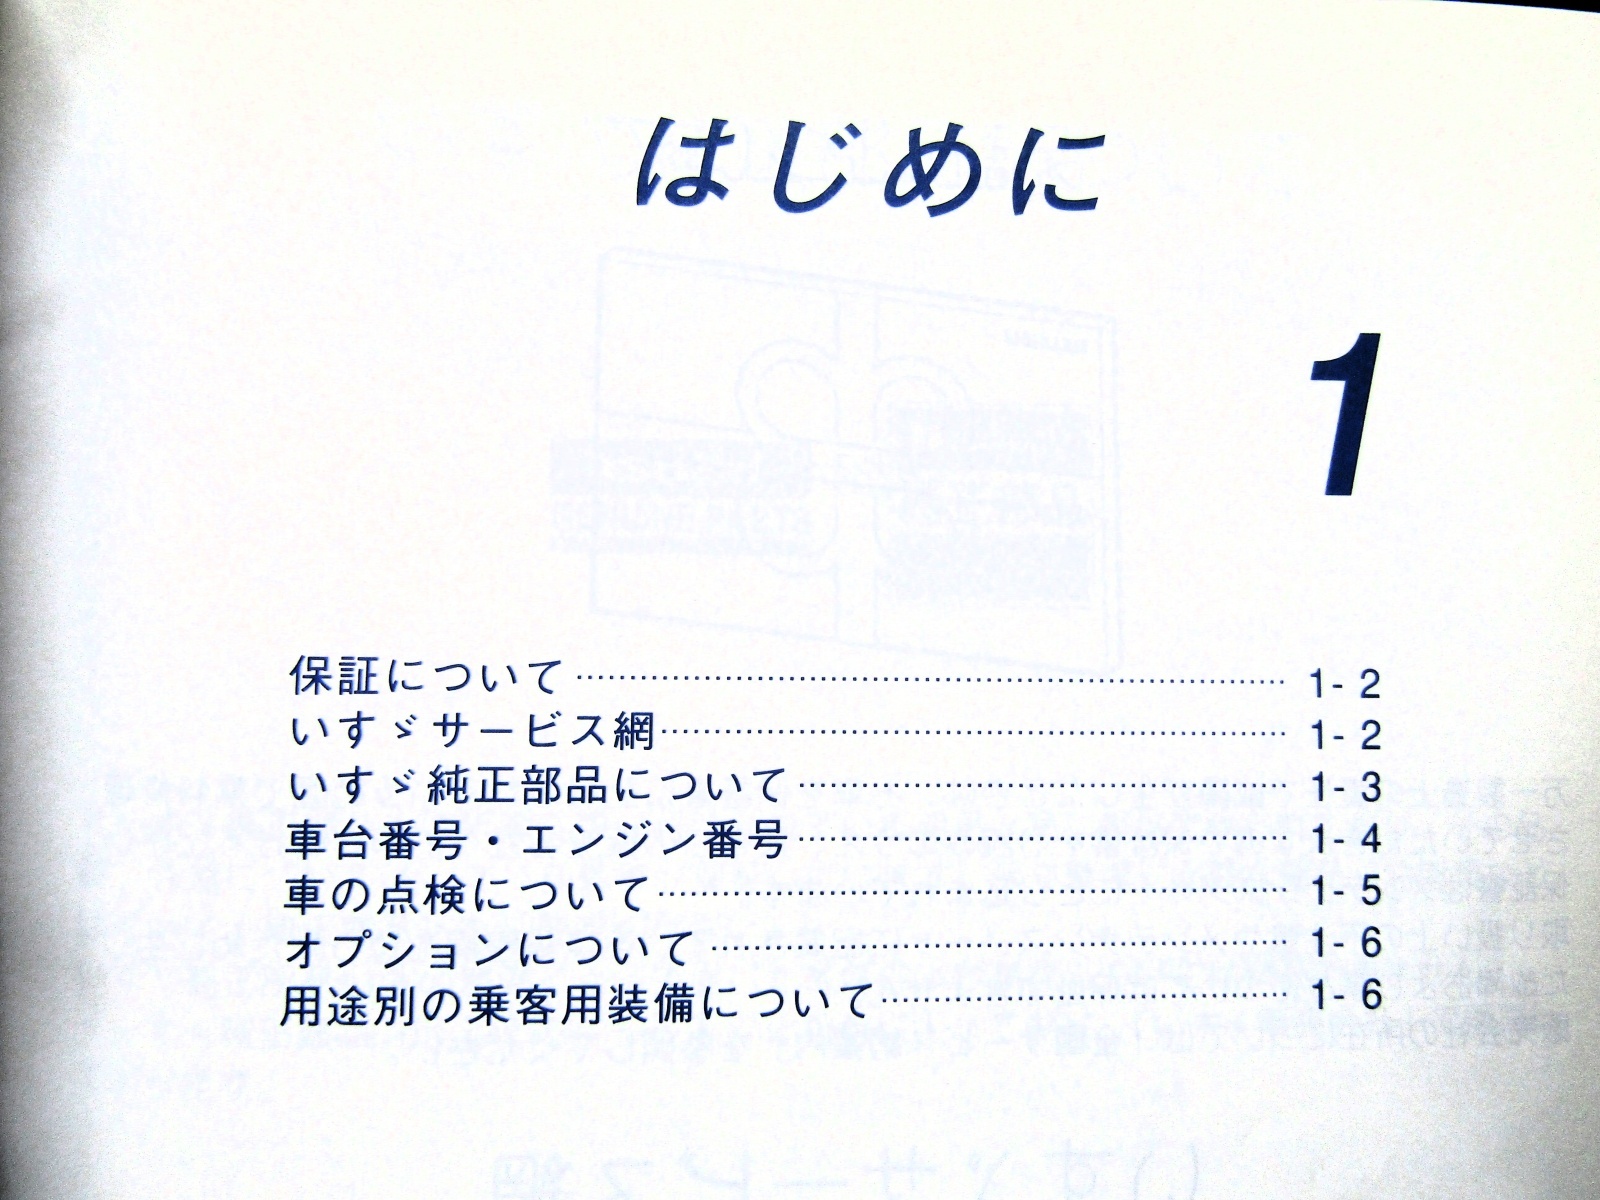 はじめに
1
保証について 1- 2
いすゞサービス網 1- 2
いすゞ純正部品について 1- 3
車台番号・エンジン番号 1- 4
車の点検について 1- 5
オプションについて 1- 6
用途別の乗客用装備について 1- 6